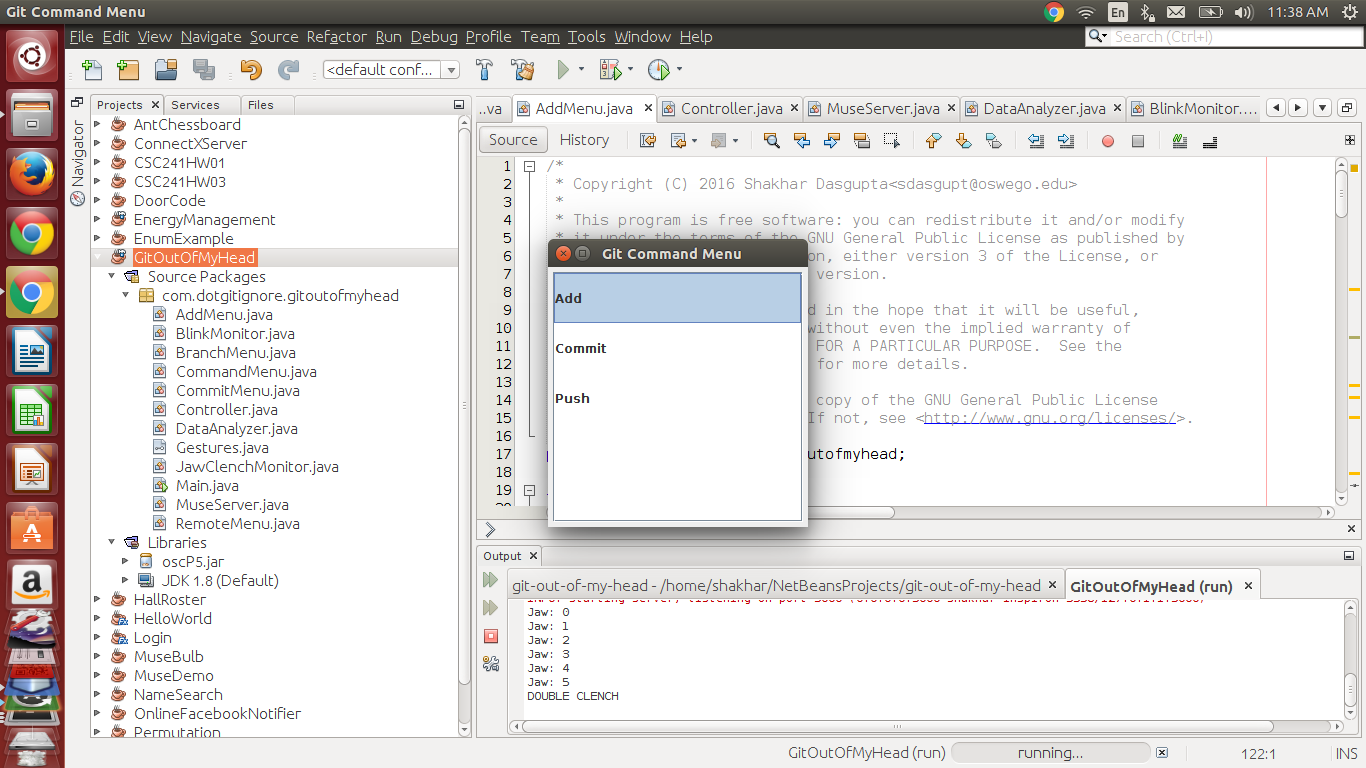 Git Command Menu
En
11:38 AM
File Edit View Navigate Source Refactor Run Debug Profile Team Tools Window Help
Search (Ctrl+I)
<default conf...
Projects Services Files
Navigator
AntChessboard
ConnectXServer
CSC241HW01
CSC241HW03
DoorCode
EnergyManagement
EnumExample
GitOutOfMyHead
Source Packages
com.dotgitignore.gitoutofmyhead
AddMenu.java
BlinkMonitor.java
BranchMenu.java
CommandMenu.java
CommitMenu.java
Controller.java
DataAnalyzer.java
Gestures.java
JawClenchMonitor.java
Main.java
MuseServer.java
RemoteMenu.java
Libraries
oscP5.jar
JDK 1.8 (Default)
HallRoster
HelloWorld
Login
MuseBulb
MuseDemo
NameSearch
OnlineFacebookNotifier
Permutation
..va AddMenu.java Controller.java MuseServer.java DataAnalyzer.java BlinkMonitor....
Source History
1 /*
2 * Copyright (C) 2016 Shakhar Dasgupta<sdasgupt@oswego.edu>
3 *
4 * This program is free software: you can redistribute it and/or modify
5 * it under the terms of the GNU General Public License as published by
6 on, either version 3 of the License, or
7 version.
8
9 d in the hope that it will be useful,
10 without even the implied warranty of
11 FOR A PARTICULAR PURPOSE. See the
12 for more details.
13
14 copy of the GNU General Public License
15 If not, see <http://www.gnu.org/licenses/>.
16
17 p utofmyhead;
18
19
Git Command Menu
Add
Commit
Push
Output
git-out-of-my-head - /home/shakhar/NetBeansProjects/git-out-of-my-head GitOutOfMyHead (run)
Jaw: 0
Jaw: 1
Jaw: 2
Jaw: 3
Jaw: 4
Jaw: 5
DOUBLE CLENCH
GitOutOfMyHead (run) running... 122:1 INS